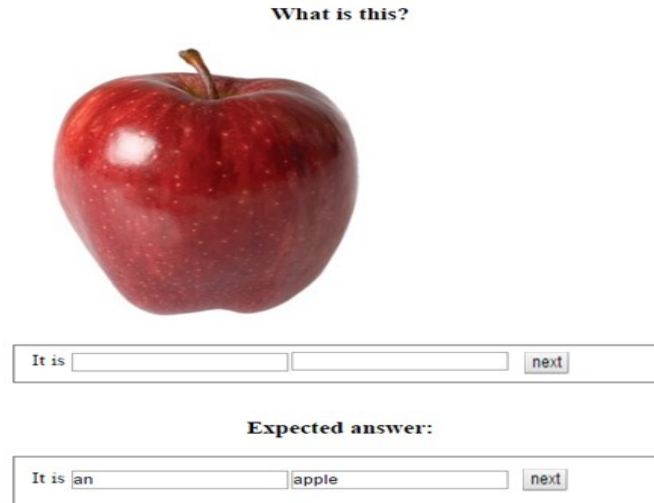 What is this?
It is next
Expected answer:
It is an apple next